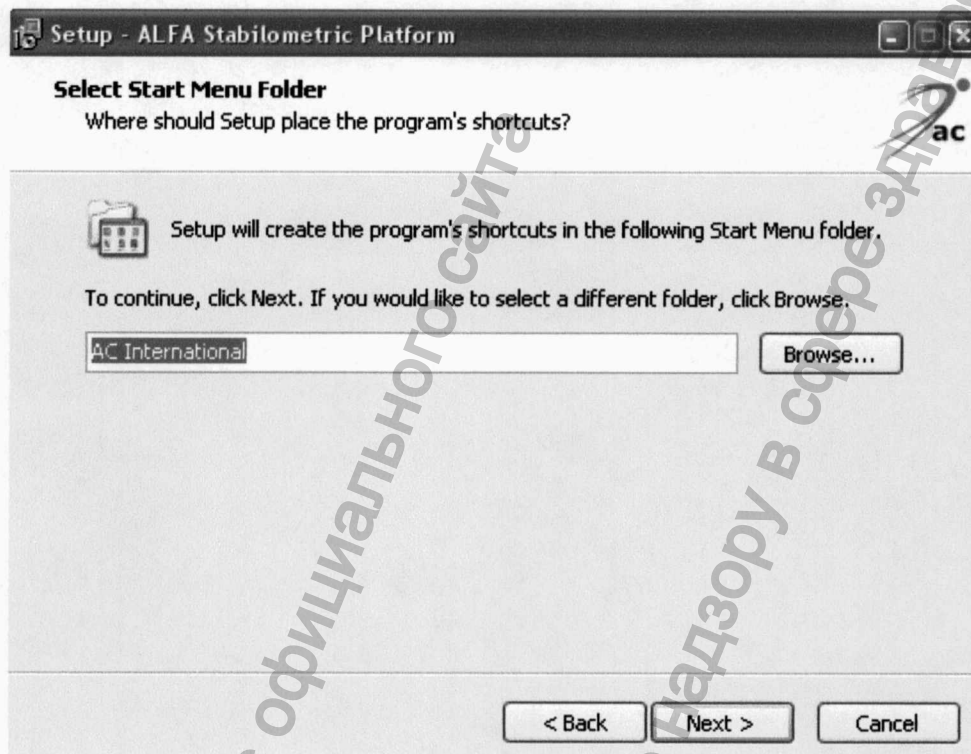 Setup - ALFA Stabilometric Platform
Select Start Menu Folder
Where should Setup place the program's shortcuts?
ac
Setup will create the program's shortcuts in the following Start Menu folder.
To continue, click Next. If you would like to select a different folder, click Browse.
AC International
Browse...
< Back
Next >
Cancel
официального сайта
надзору в сфере